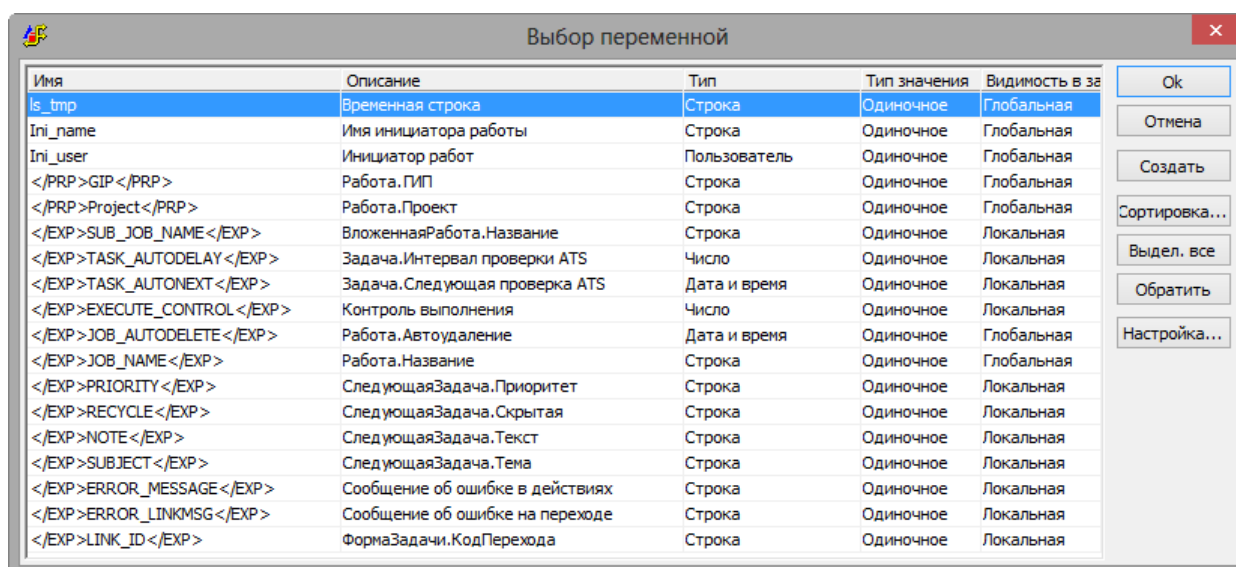 Выбор переменной
Имя Описание Тип Тип значения Видимость в за
ls_tmp Временная строка Строка Одиночное Глобальная
Ini_name Имя инициатора работы Строка Одиночное Глобальная
Ini_user Инициатор работ Пользователь Одиночное Глобальная
</PRP>GIP</PRP> Работа.ГИП Строка Одиночное Глобальная
</PRP>Project</PRP> Работа.Проект Строка Одиночное Глобальная
</EXP>SUB_JOB_NAME</EXP> ВложеннаяРабота.Название Строка Одиночное Локальная
</EXP>TASK_AUTODELAY</EXP> Задача.Интервал проверки ATS Число Одиночное Локальная
</EXP>TASK_AUTONEXT</EXP> Задача.Следующая проверка ATS Дата и время Одиночное Локальная
</EXP>EXECUTE_CONTROL</EXP> Контроль выполнения Число Одиночное Локальная
</EXP>JOB_AUTODELETE</EXP> Работа.Автоудаление Дата и время Одиночное Глобальная
</EXP>JOB_NAME</EXP> Работа.Название Строка Одиночное Глобальная
</EXP>PRIORITY</EXP> СледующаяЗадача.Приоритет Строка Одиночное Локальная
</EXP>RECYCLE</EXP> СледующаяЗадача.Скрытая Строка Одиночное Локальная
</EXP>NOTE</EXP> СледующаяЗадача.Текст Строка Одиночное Локальная
</EXP>SUBJECT</EXP> СледующаяЗадача.Тема Строка Одиночное Локальная
</EXP>ERROR_MESSAGE</EXP> Сообщение об ошибке в действиях Строка Одиночное Локальная
</EXP>ERROR_LINKMSG</EXP> Сообщение об ошибке на переходе Строка Одиночное Локальная
</EXP>LINK_ID</EXP> ФормаЗадачи.КодПерехода Строка Одиночное Локальная
Ok
Отмена
Создать
Сортировка...
Выдел. все
Обратить
Настройка...